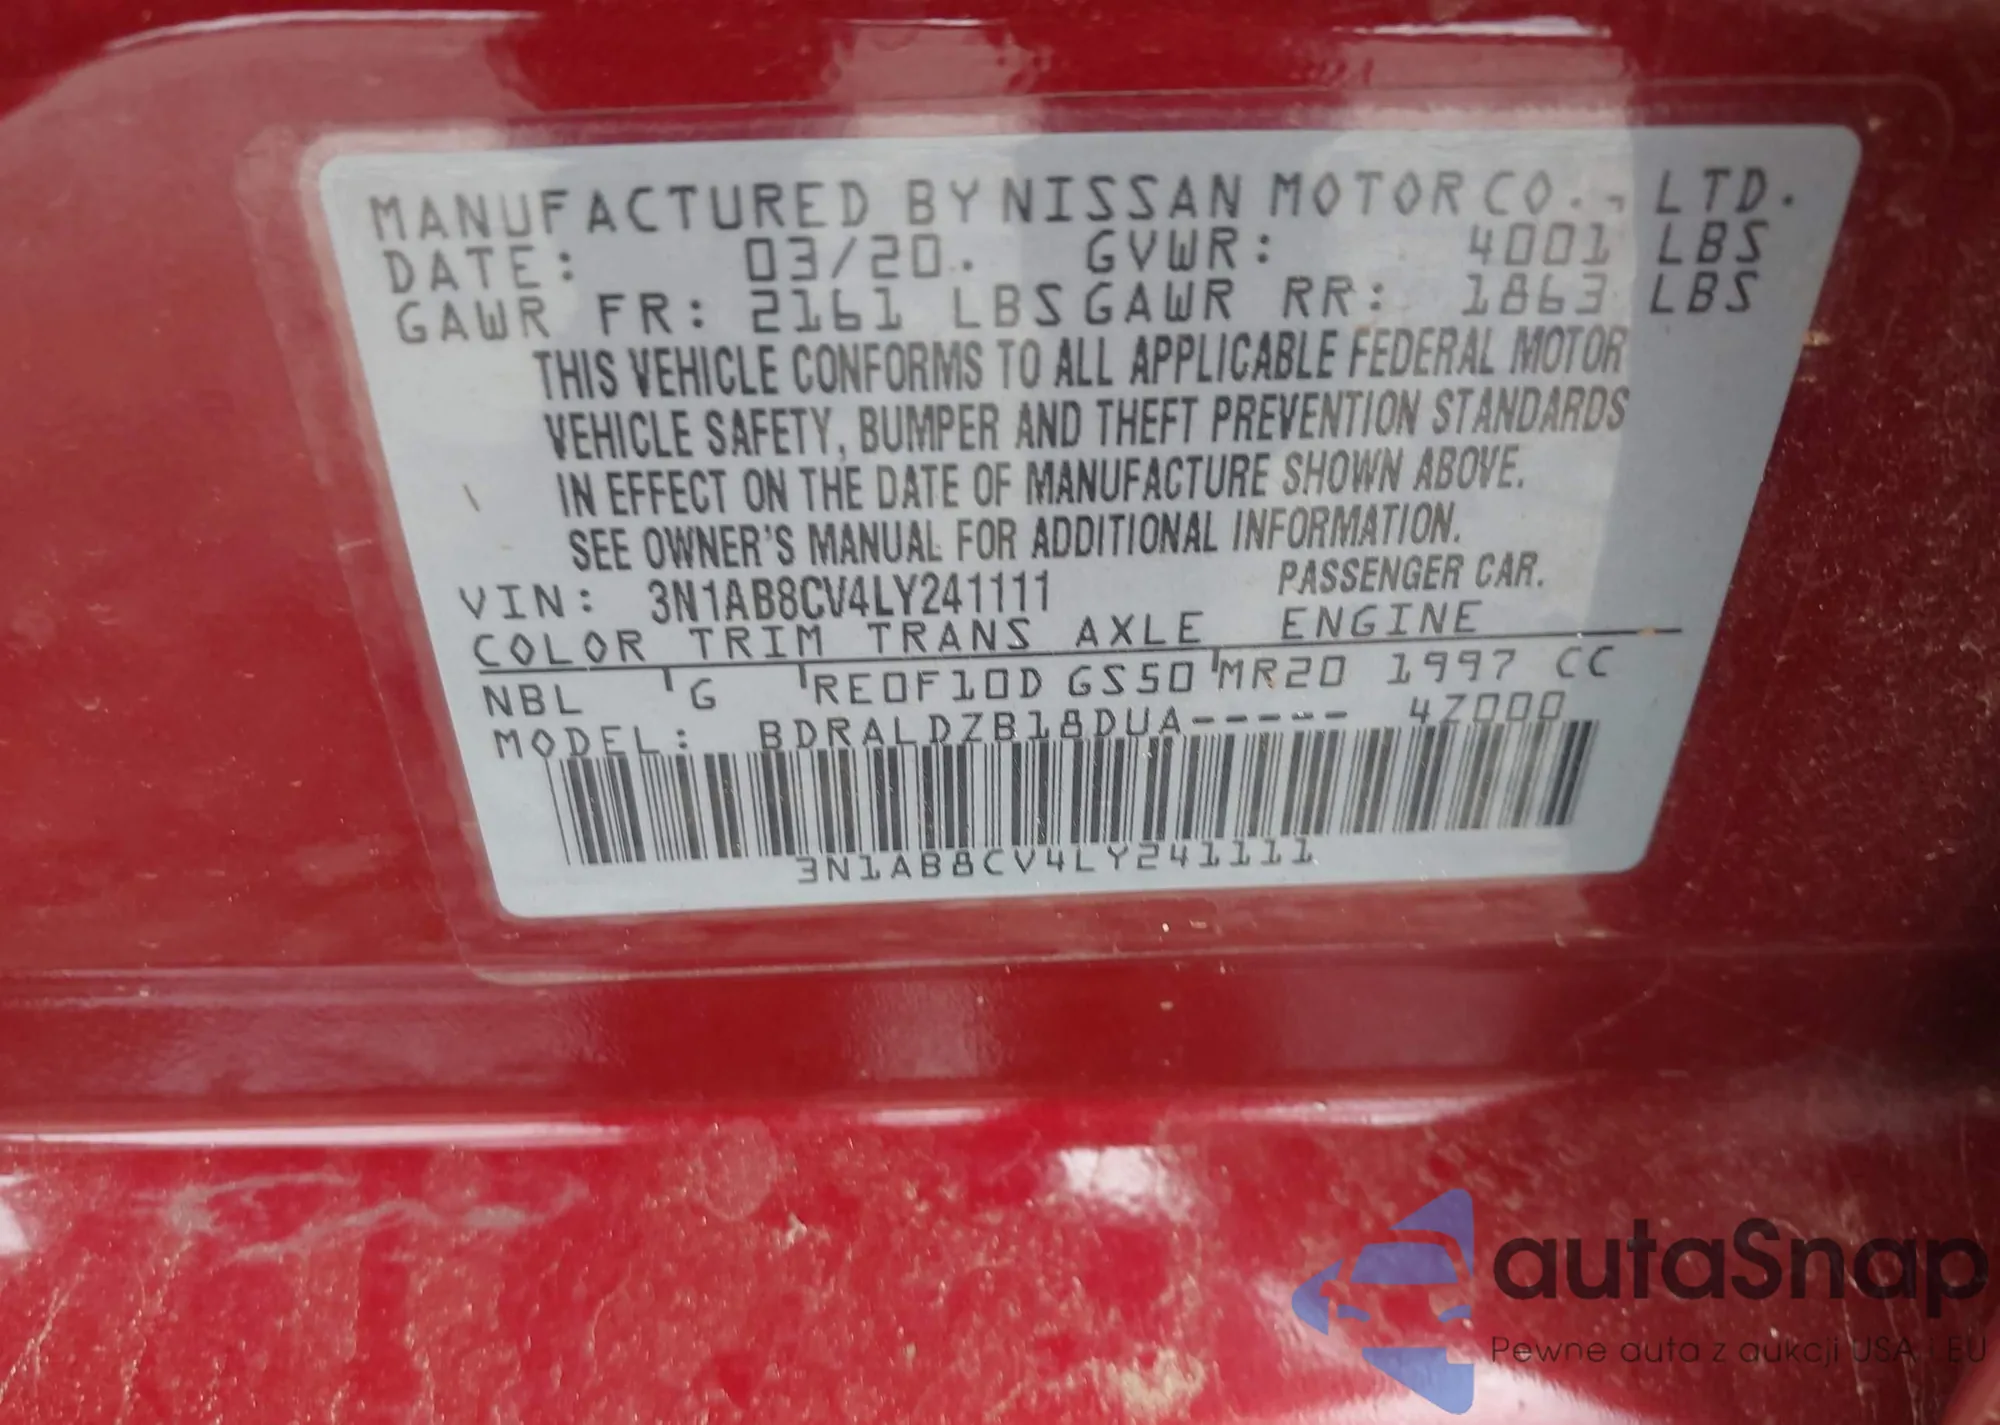 MANUFACTURED BY NISSAN MOTOR CO., LTD.
DATE: 03/20. GVWR: 4001 LBS
GAWR FR: 2161 LBS GAWR RR: 1863 LBS
THIS VEHICLE CONFORMS TO ALL APPLICABLE FEDERAL MOTOR
VEHICLE SAFETY, BUMPER AND THEFT PREVENTION STANDARDS
IN EFFECT ON THE DATE OF MANUFACTURE SHOWN ABOVE.
SEE OWNER'S MANUAL FOR ADDITIONAL INFORMATION.
VIN: 3N1AB8CV4LY241111 PASSENGER CAR.
COLOR TRIM TRANS AXLE ENGINE
NBL G RE0F10D GS50 MR20 1997 CC
MODEL: BDRALDZB18DUA----- 4Z000
3N1AB8CV4LY241111
autaSnap
Pewne auta z aukcji USA i EU